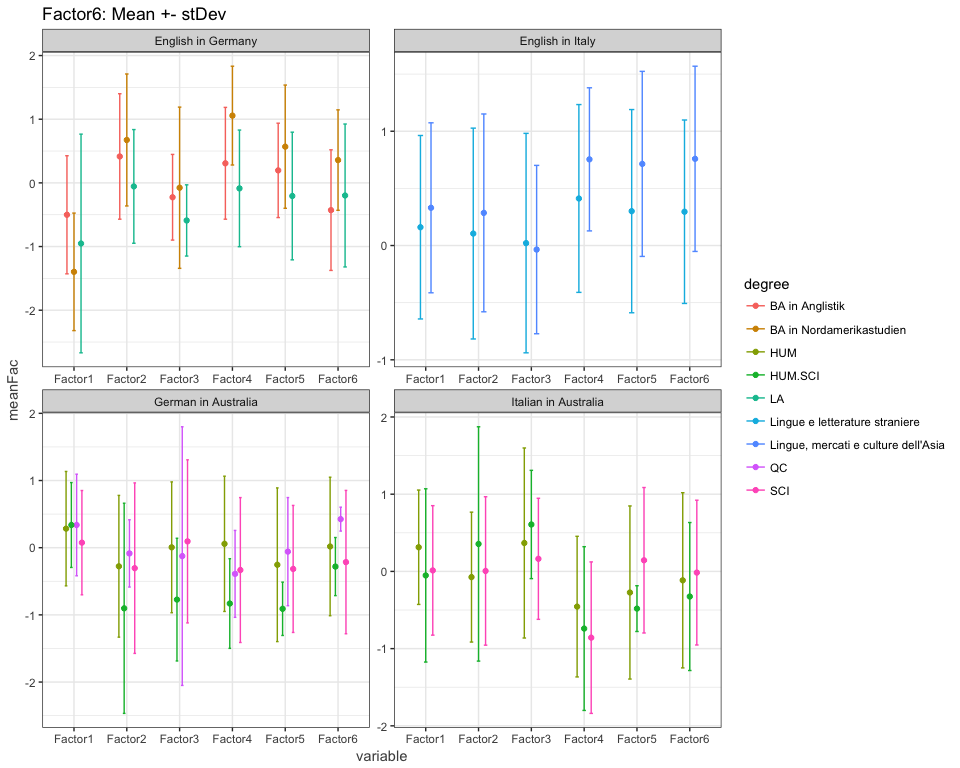 Factor6: Mean +- stDev
English in Germany
English in Italy
2
1
0
-1
-2
1
0
-1
Factor1 Factor2 Factor3 Factor4 Factor5 Factor6
Factor1 Factor2 Factor3 Factor4 Factor5 Factor6
German in Australia
Italian in Australia
2
1
0
-1
-2
2
1
0
-1
-2
Factor1 Factor2 Factor3 Factor4 Factor5 Factor6
Factor1 Factor2 Factor3 Factor4 Factor5 Factor6
meanFac
variable
degree
BA in Anglistik
BA in Nordamerikastudien
HUM
HUM.SCI
LA
Lingue e letterature straniere
Lingue, mercati e culture dell'Asia
QC
SCI